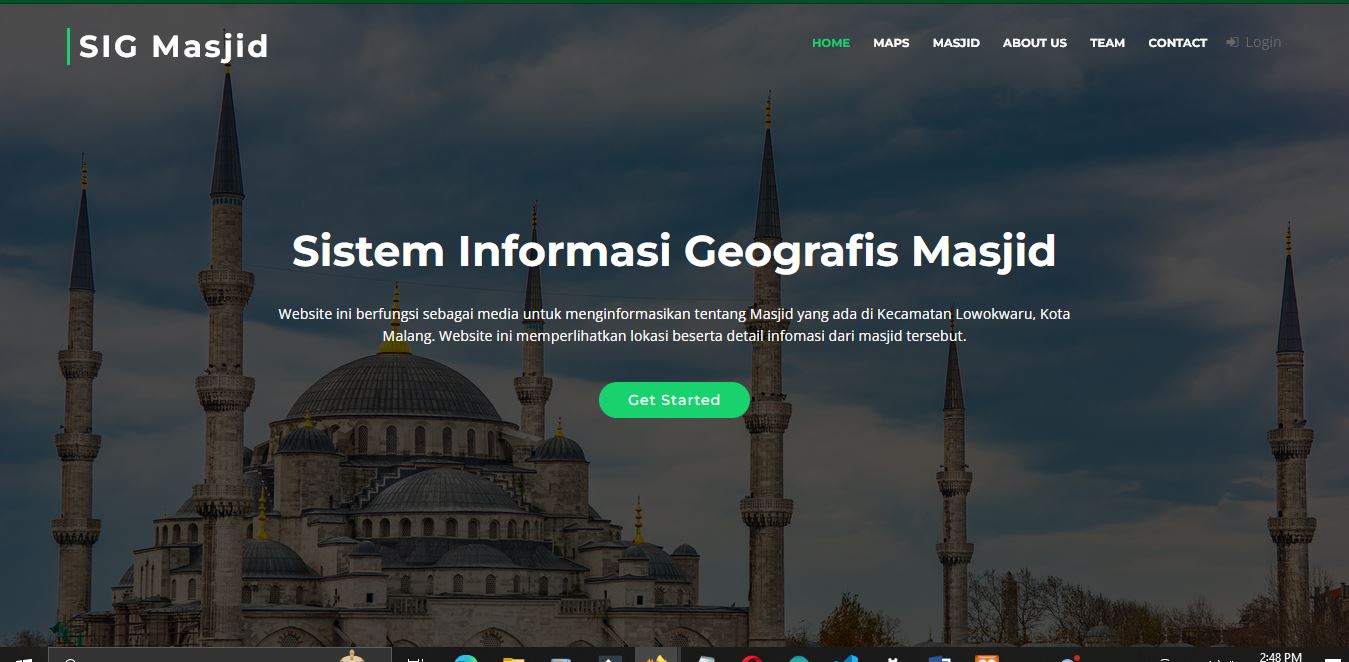 SIG Masjid
HOME MAPS MASJID ABOUT US TEAM CONTACT Login
Sistem Informasi Geografis Masjid
Website ini berfungsi sebagai media untuk menginformasikan tentang Masjid yang ada di Kecamatan Lowokwaru, Kota
Malang. Website ini memperlihatkan lokasi beserta detail infomasi dari masjid tersebut.
Get Started
2:48 PM